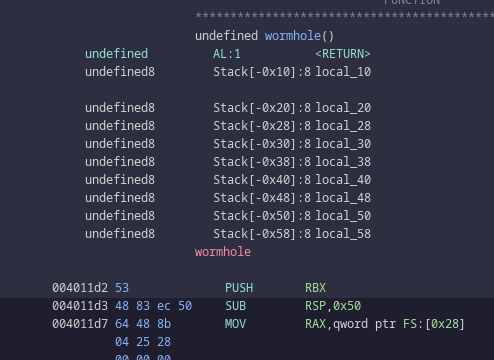 FUNCTION
************************************************
undefined wormhole()
undefined AL:1 <RETURN>
undefined8 Stack[-0x10]:8 local_10
undefined8 Stack[-0x20]:8 local_20
undefined8 Stack[-0x28]:8 local_28
undefined8 Stack[-0x30]:8 local_30
undefined8 Stack[-0x38]:8 local_38
undefined8 Stack[-0x40]:8 local_40
undefined8 Stack[-0x48]:8 local_48
undefined8 Stack[-0x50]:8 local_50
undefined8 Stack[-0x58]:8 local_58
wormhole
004011d2 53 PUSH RBX
004011d3 48 83 ec 50 SUB RSP,0x50
004011d7 64 48 8b MOV RAX,qword ptr FS:[0x28]
04 25 28
00 00 00